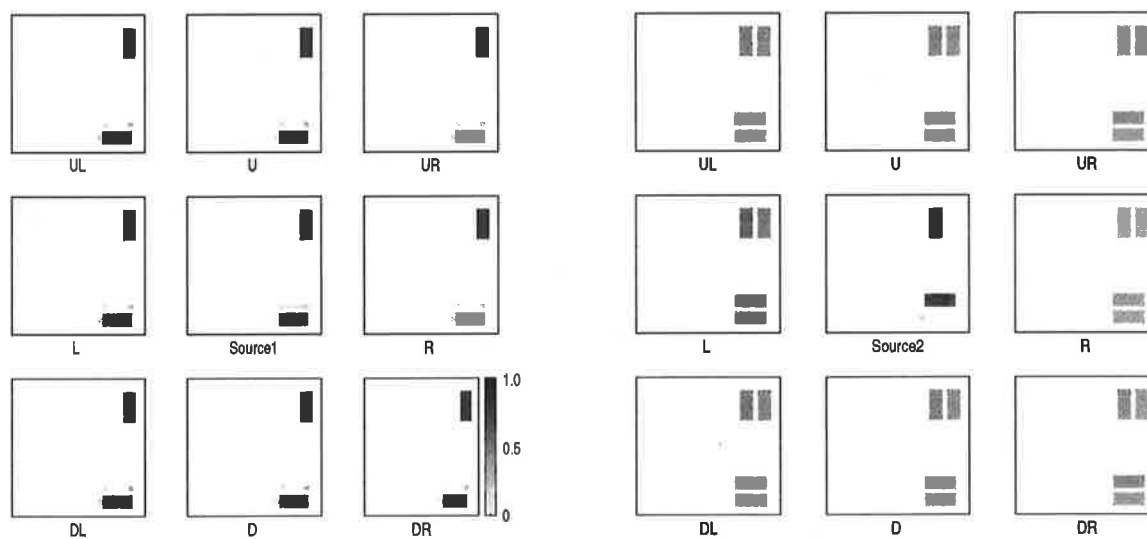 UL U UR UL U UR
L Source1 R L Source2 R
1.0
0.5
0
DL D DR DL D DR